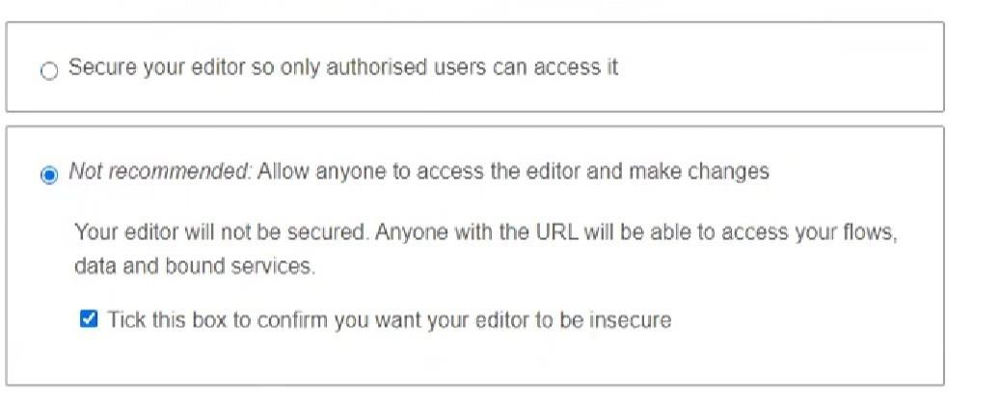 Secure your editor so only authorised users can access it
Not recommended: Allow anyone to access the editor and make changes
Your editor will not be secured. Anyone with the URL will be able to access your flows,
data and bound services.
Tick this box to confirm you want your editor to be insecure